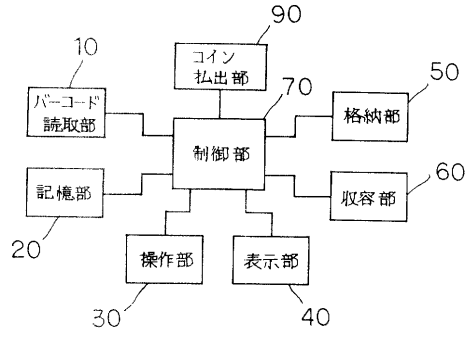 90
コイン
払出部
10
バーコード
読取部
70
制御部
50
格納部
記憶部
20
収容部
60
操作部
30
表示部
40